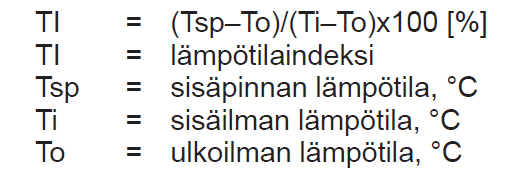 TI = (Tsp–To)/(Ti–To)x100 [%]
TI = lämpötilaindeksi
Tsp = sisäpinnan lämpötila, °C
Ti = sisäilman lämpötila, °C
To = ulkoilman lämpötila, °C